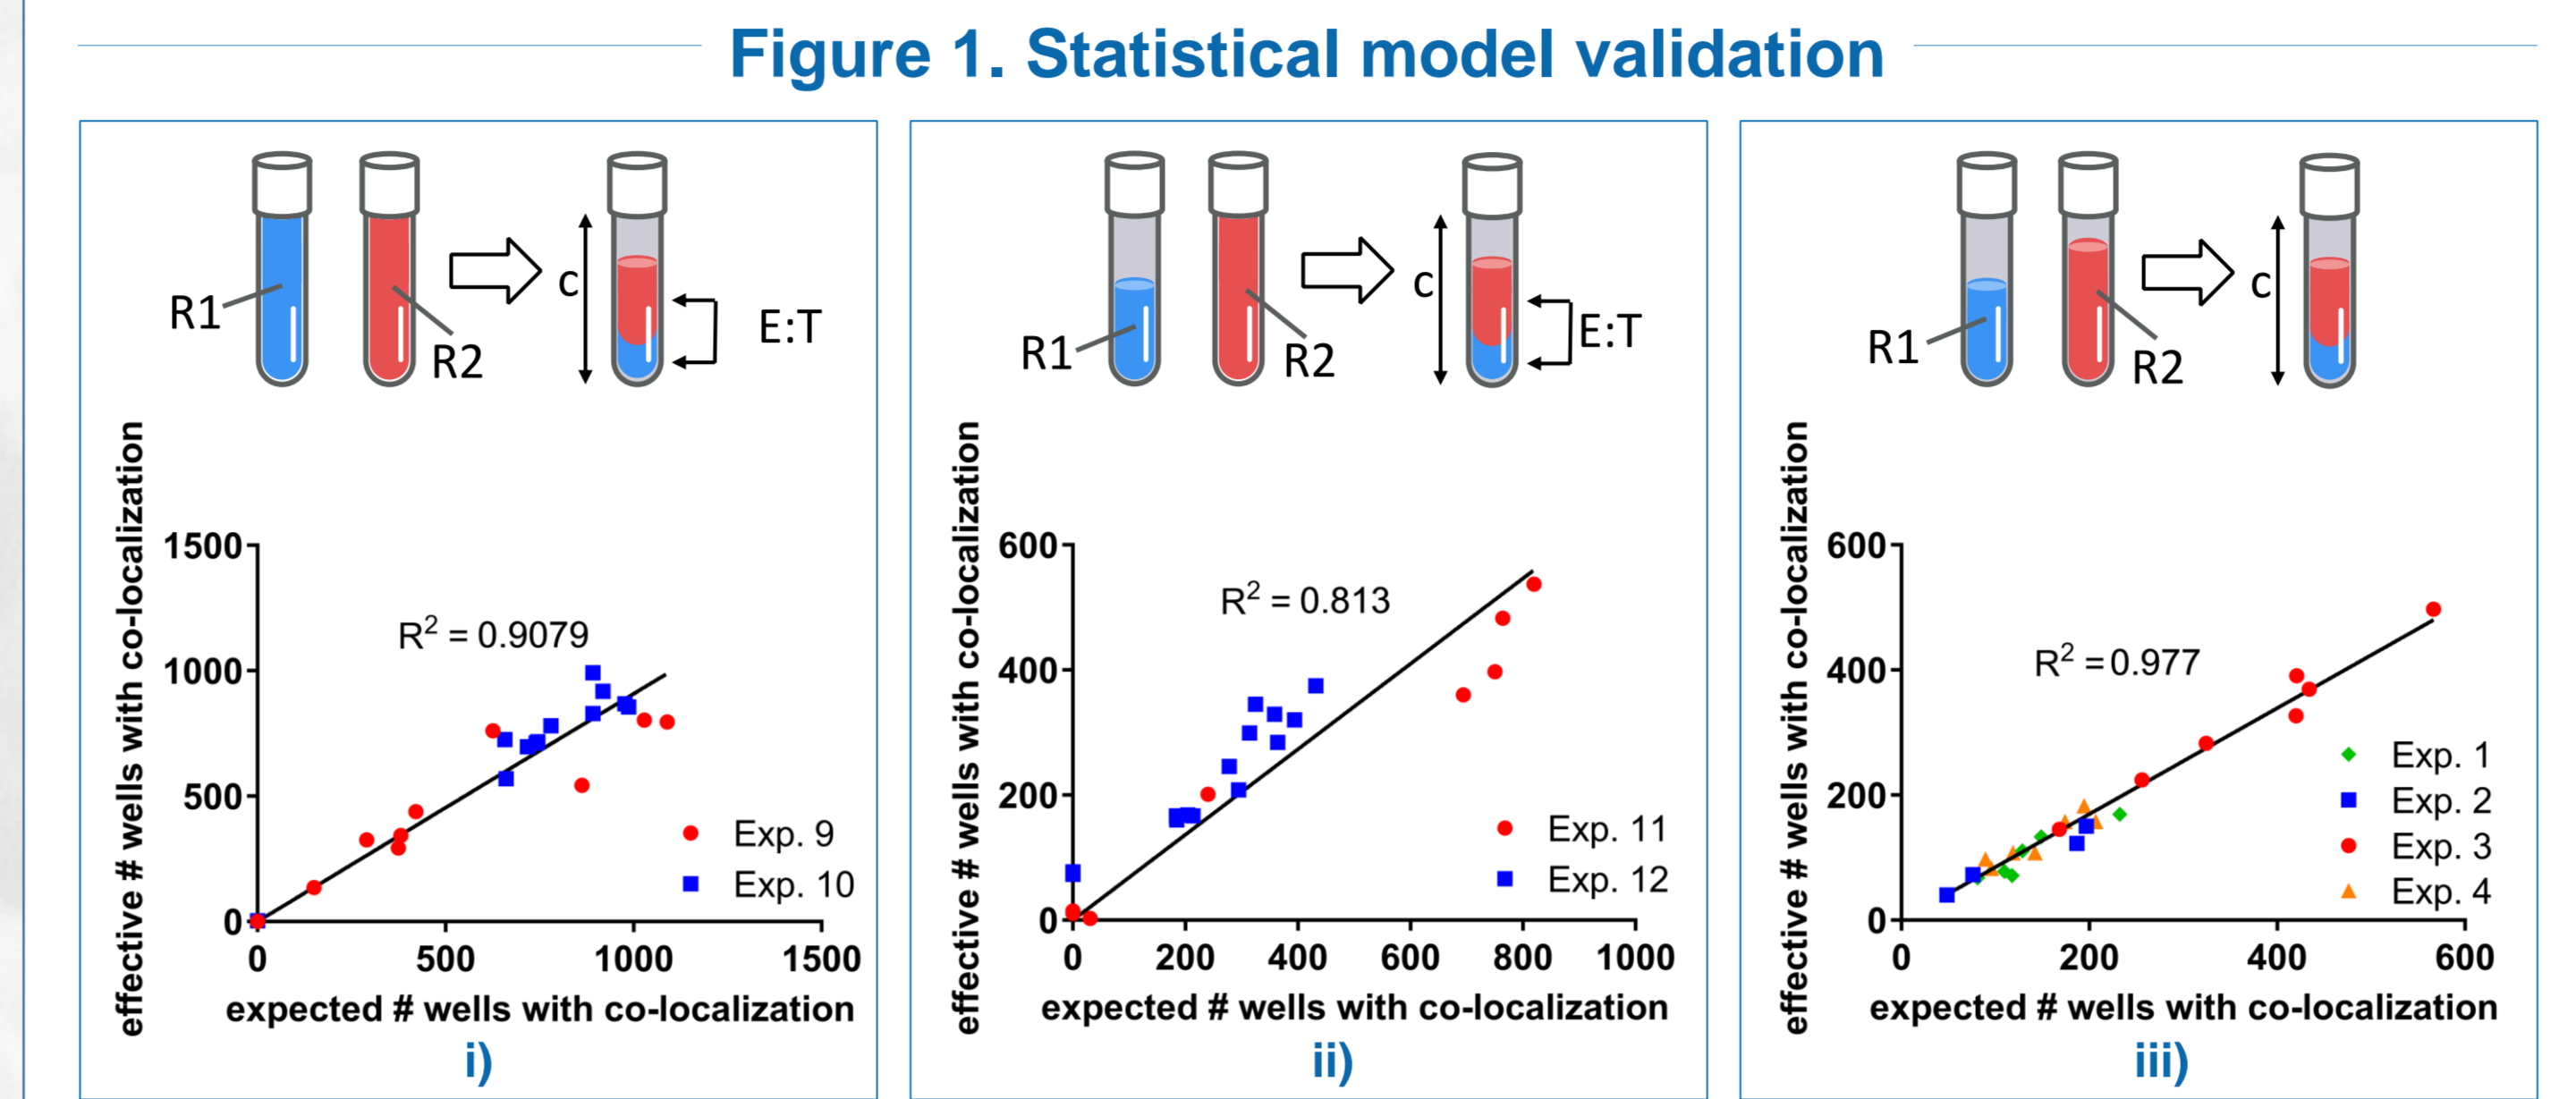 Figure 1. Statistical model validation
R1
R2
c
E:T
effective # wells with co-localization
1500
1000
500
0
R² = 0.9079
Exp. 9
Exp. 10
0 500 1000 1500
expected # wells with co-localization
i)
R1
R2
c
E:T
effective # wells with co-localization
600
400
200
0
R² = 0.813
Exp. 11
Exp. 12
0 200 400 600 800 1000
expected # wells with co-localization
ii)
R1
R2
c
effective # wells with co-localization
600
400
200
0
R² = 0.977
Exp. 1
Exp. 2
Exp. 3
Exp. 4
0 200 400 600
expected # wells with co-localization
iii)